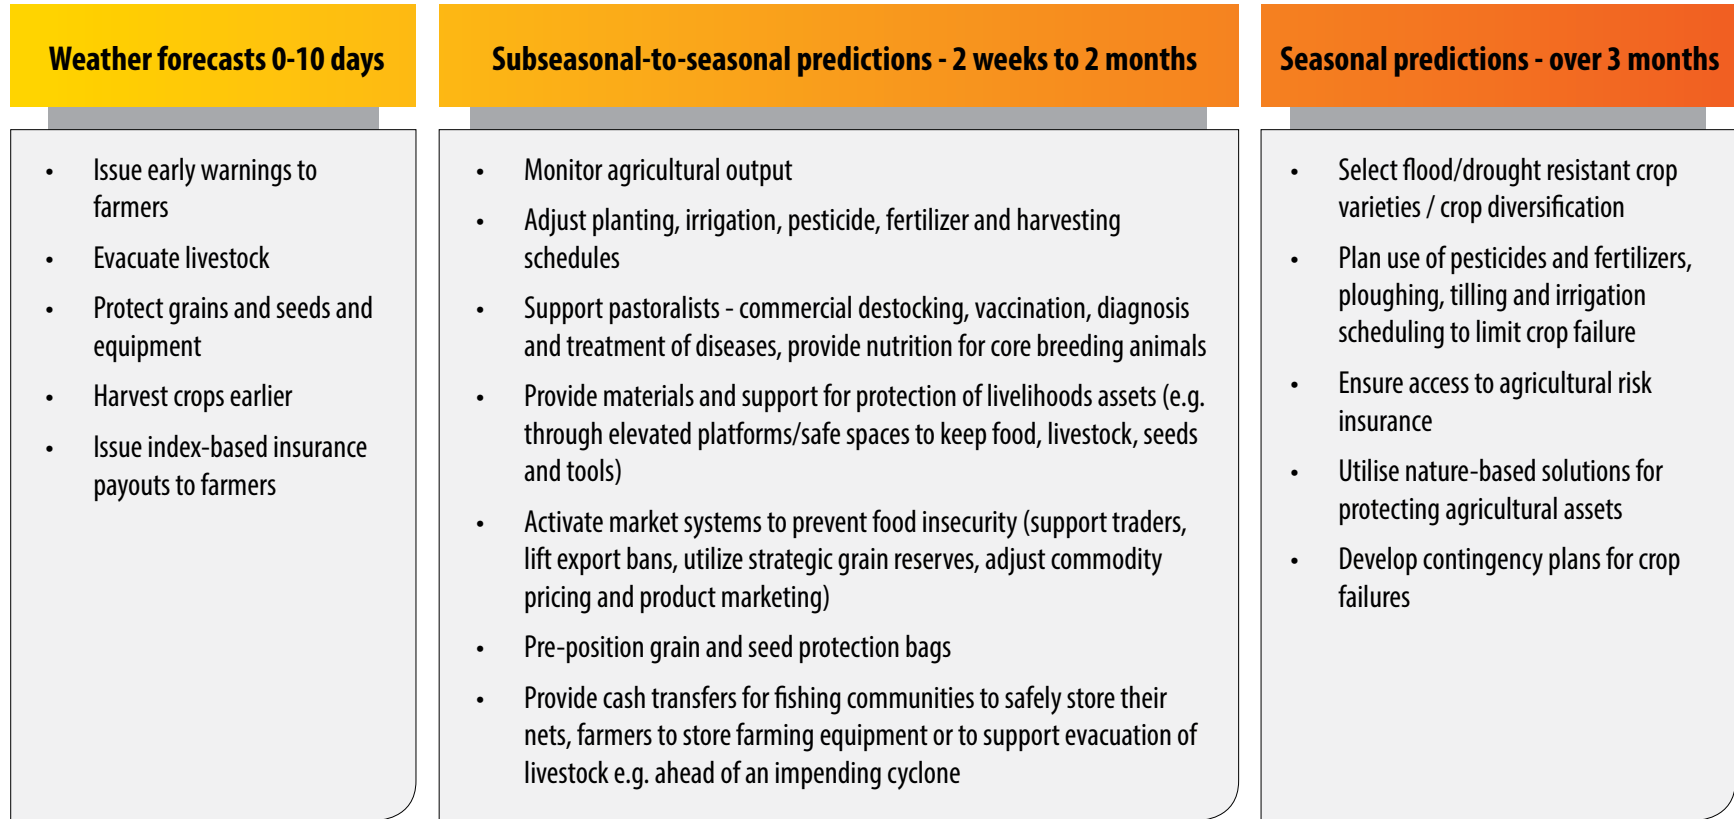 Weather forecasts 0-10 days
• Issue early warnings to
farmers
• Evacuate livestock
• Protect grains and seeds and
equipment
• Harvest crops earlier
• Issue index-based insurance
payouts to farmers
Subseasonal-to-seasonal predictions - 2 weeks to 2 months
• Monitor agricultural output
• Adjust planting, irrigation, pesticide, fertilizer and harvesting
schedules
• Support pastoralists - commercial destocking, vaccination, diagnosis
and treatment of diseases, provide nutrition for core breeding animals
• Provide materials and support for protection of livelihoods assets (e.g.
through elevated platforms/safe spaces to keep food, livestock, seeds
and tools)
• Activate market systems to prevent food insecurity (support traders,
lift export bans, utilize strategic grain reserves, adjust commodity
pricing and product marketing)
• Pre-position grain and seed protection bags
• Provide cash transfers for fishing communities to safely store their
nets, farmers to store farming equipment or to support evacuation of
livestock e.g. ahead of an impending cyclone
Seasonal predictions - over 3 months
• Select flood/drought resistant crop
varieties / crop diversification
• Plan use of pesticides and fertilizers,
ploughing, tilling and irrigation
scheduling to limit crop failure
• Ensure access to agricultural risk
insurance
• Utilise nature-based solutions for
protecting agricultural assets
• Develop contingency plans for crop
failures